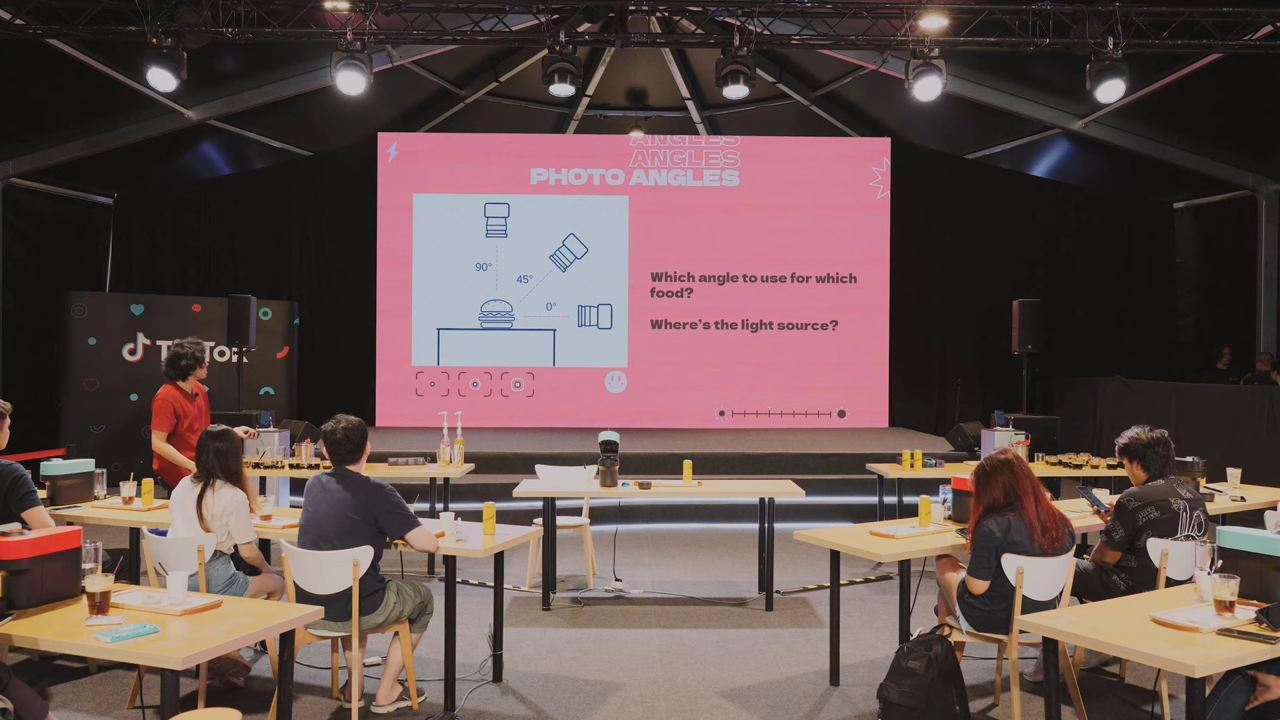 ANGLES
ANGLES
PHOTO ANGLES
90°
45°
0°
Which angle to use for which
food?
Where's the light source?
TikTok